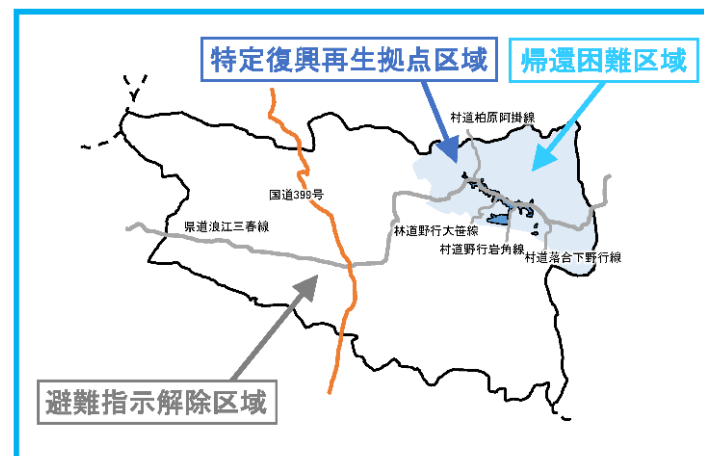 特定復興再生拠点区域
帰還困難区域
村道柏原阿掛線
国道399号
県道浪江三春線
林道野行大笹線
村道野行岩角線
村道落合下野行線
避難指示解除区域